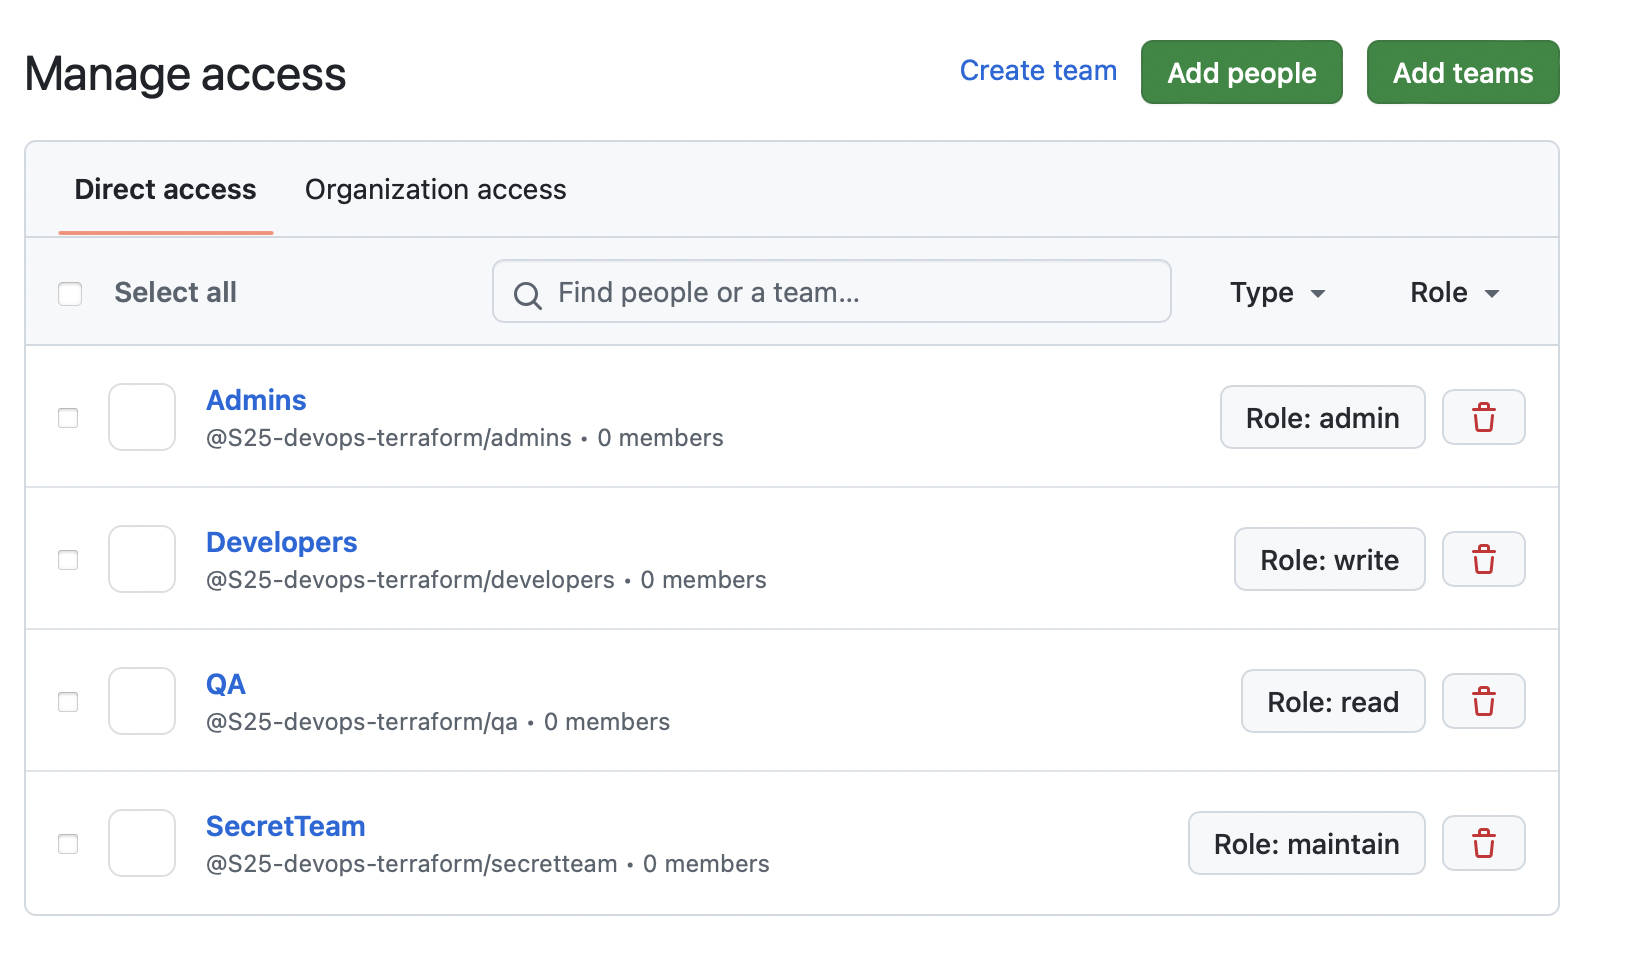 Manage access
Create team
Add people
Add teams
Direct access
Organization access
Select all
Find people or a team...
Type
Role
Admins
@S25-devops-terraform/admins • 0 members
Role: admin
Developers
@S25-devops-terraform/developers • 0 members
Role: write
QA
@S25-devops-terraform/qa • 0 members
Role: read
SecretTeam
@S25-devops-terraform/secretteam • 0 members
Role: maintain